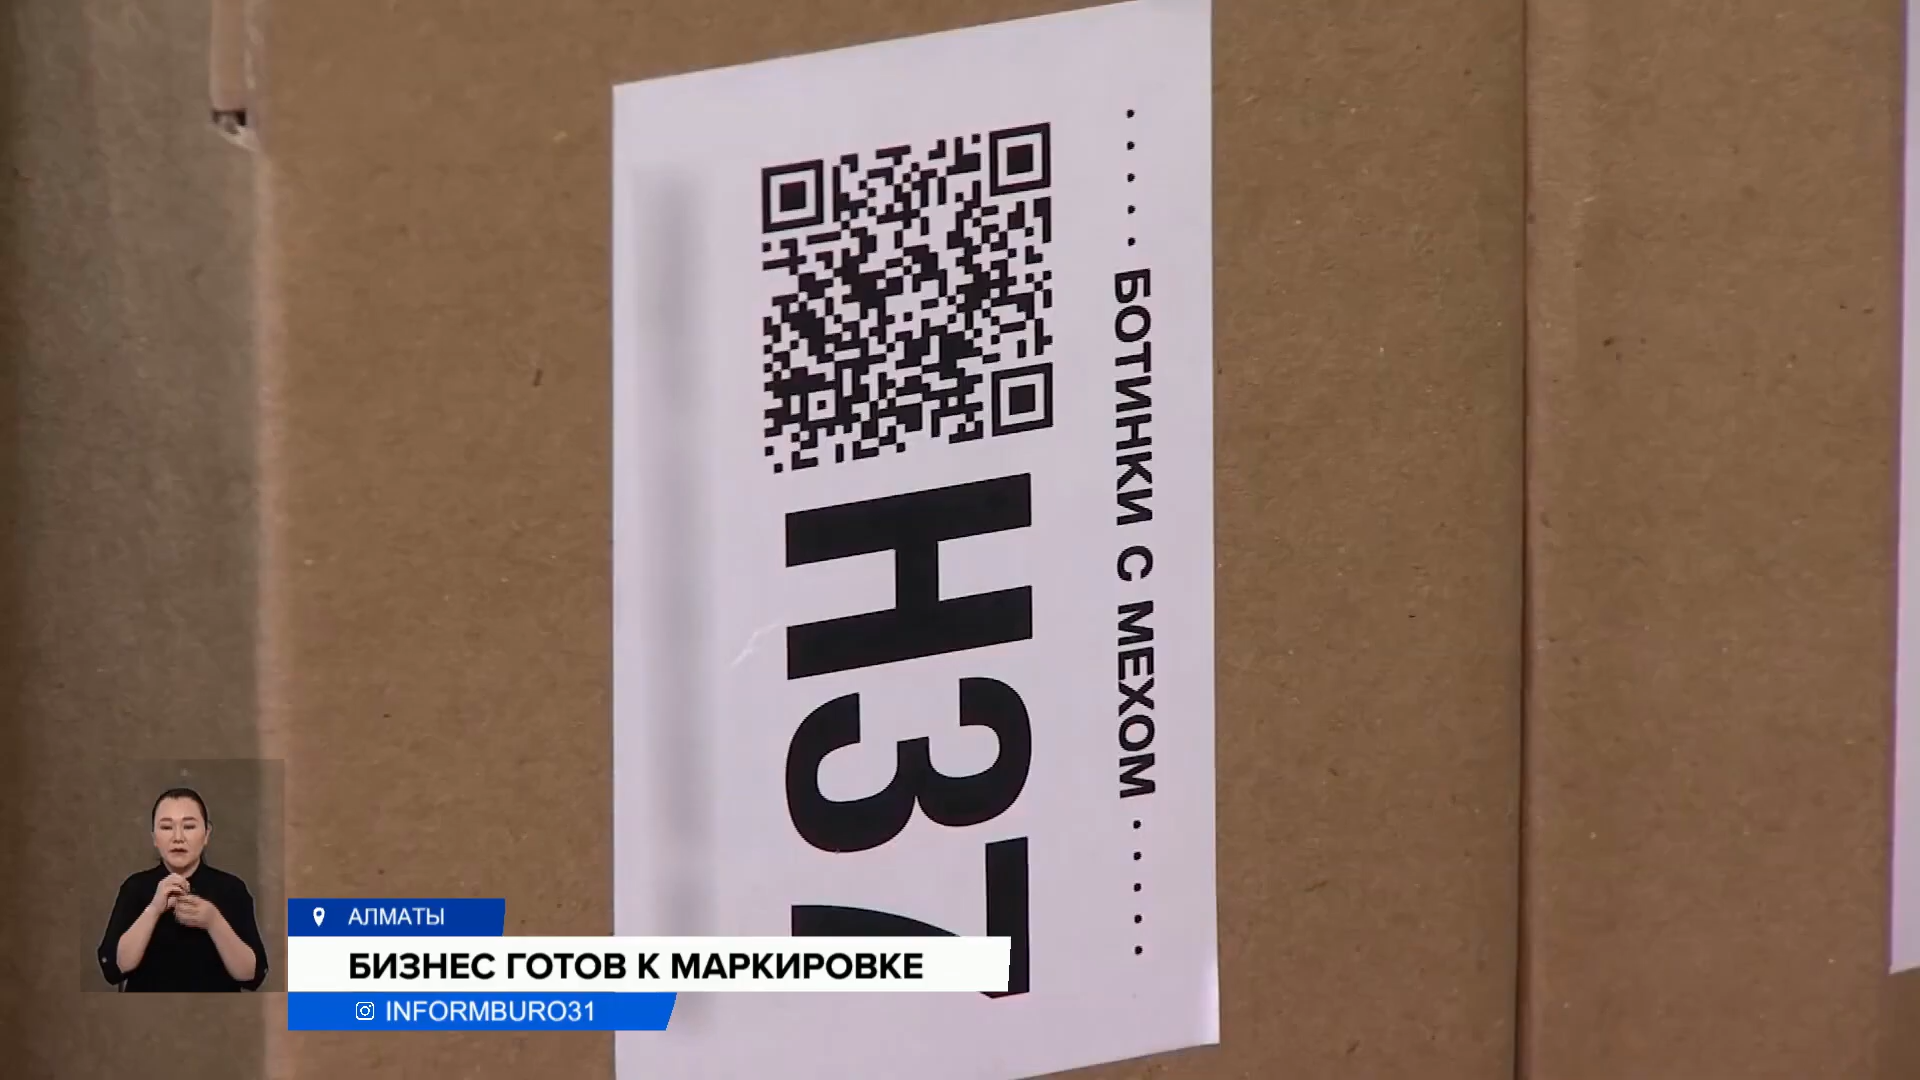 ····· БОТИНКИ С МЕХОМ ·····
Н37
АЛМАТЫ
БИЗНЕС ГОТОВ К МАРКИРОВКЕ
INFORMBURO31